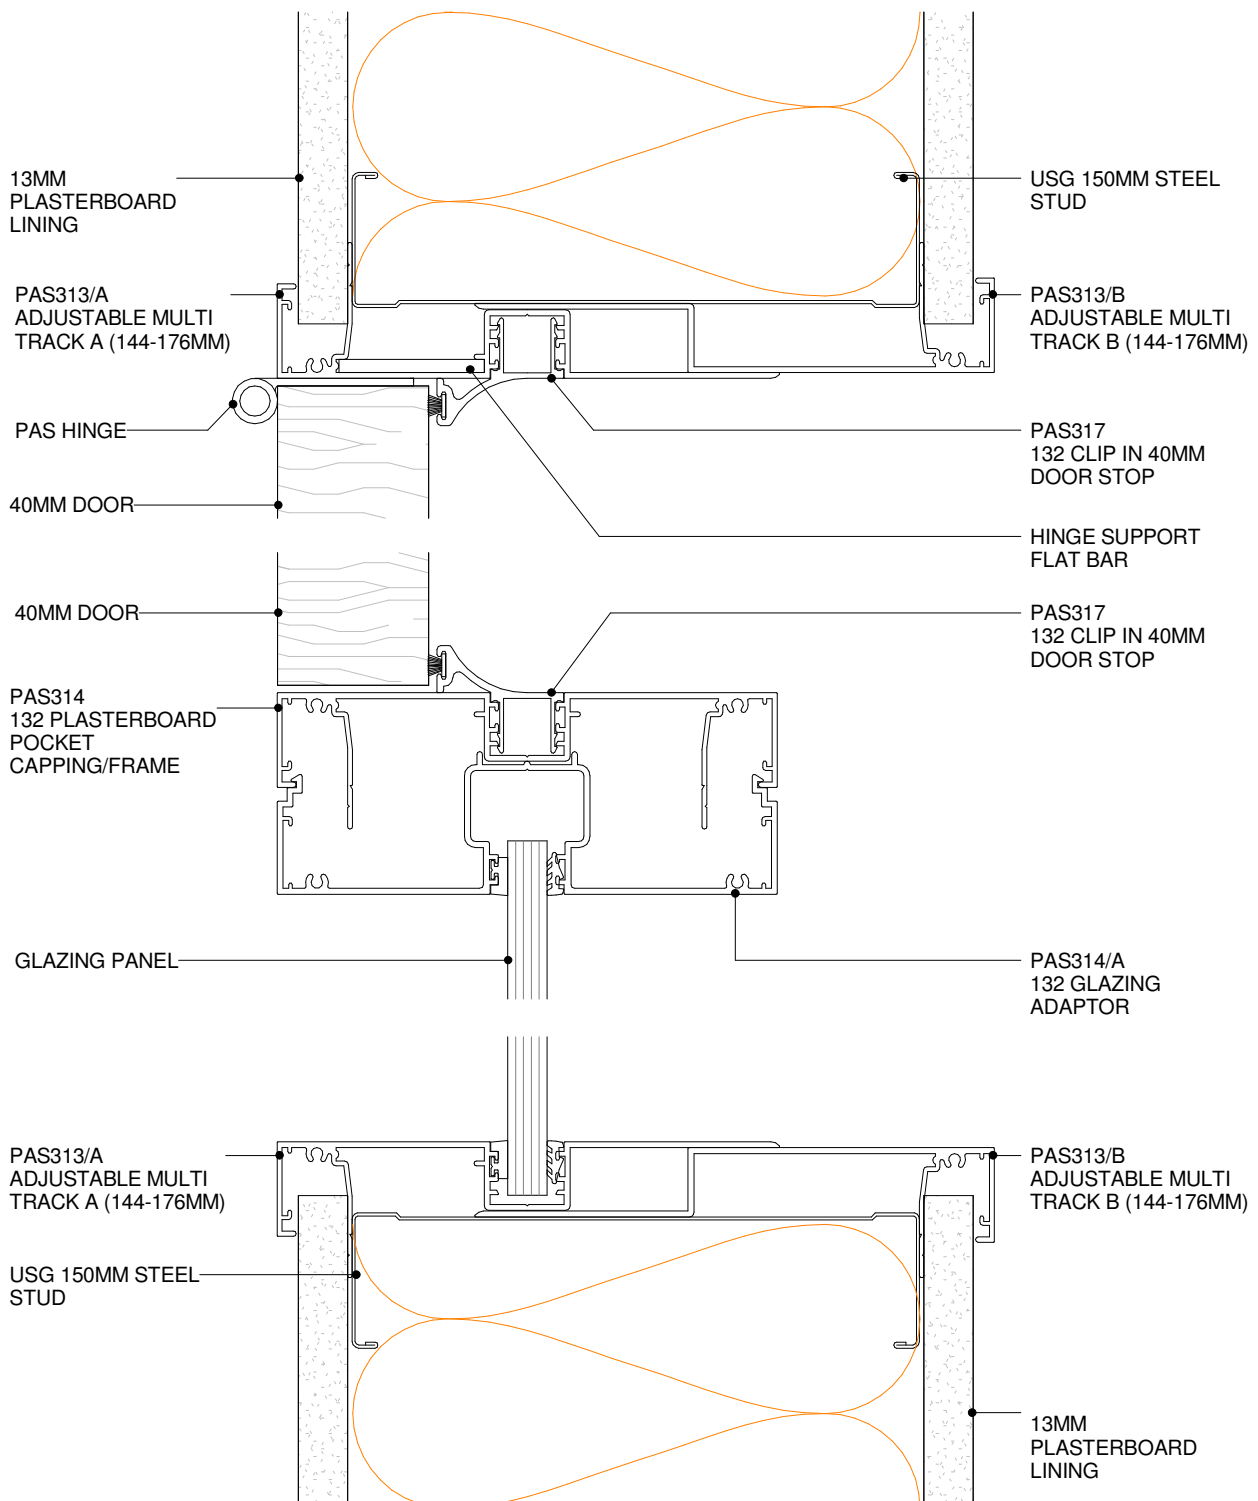 13MM
PLASTERBOARD
LINING
USG 150MM STEEL
STUD
PAS313/A
ADJUSTABLE MULTI
TRACK A (144-176MM)
PAS313/B
ADJUSTABLE MULTI
TRACK B (144-176MM)
PAS HINGE
PAS317
132 CLIP IN 40MM
DOOR STOP
40MM DOOR
HINGE SUPPORT
FLAT BAR
40MM DOOR
PAS317
132 CLIP IN 40MM
DOOR STOP
PAS314
132 PLASTERBOARD
POCKET
CAPPING/FRAME
GLAZING PANEL
PAS314/A
132 GLAZING
ADAPTOR
PAS313/A
ADJUSTABLE MULTI
TRACK A (144-176MM)
PAS313/B
ADJUSTABLE MULTI
TRACK B (144-176MM)
USG 150MM STEEL
STUD
13MM
PLASTERBOARD
LINING